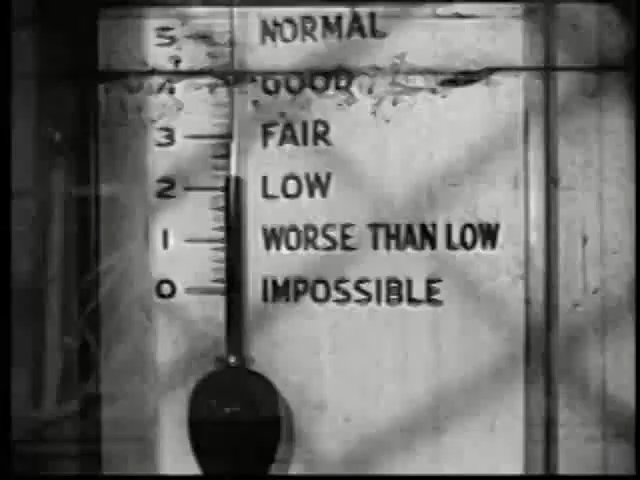 5 NORMAL
4 GOOD
3 FAIR
2 LOW
1 WORSE THAN LOW
0 IMPOSSIBLE